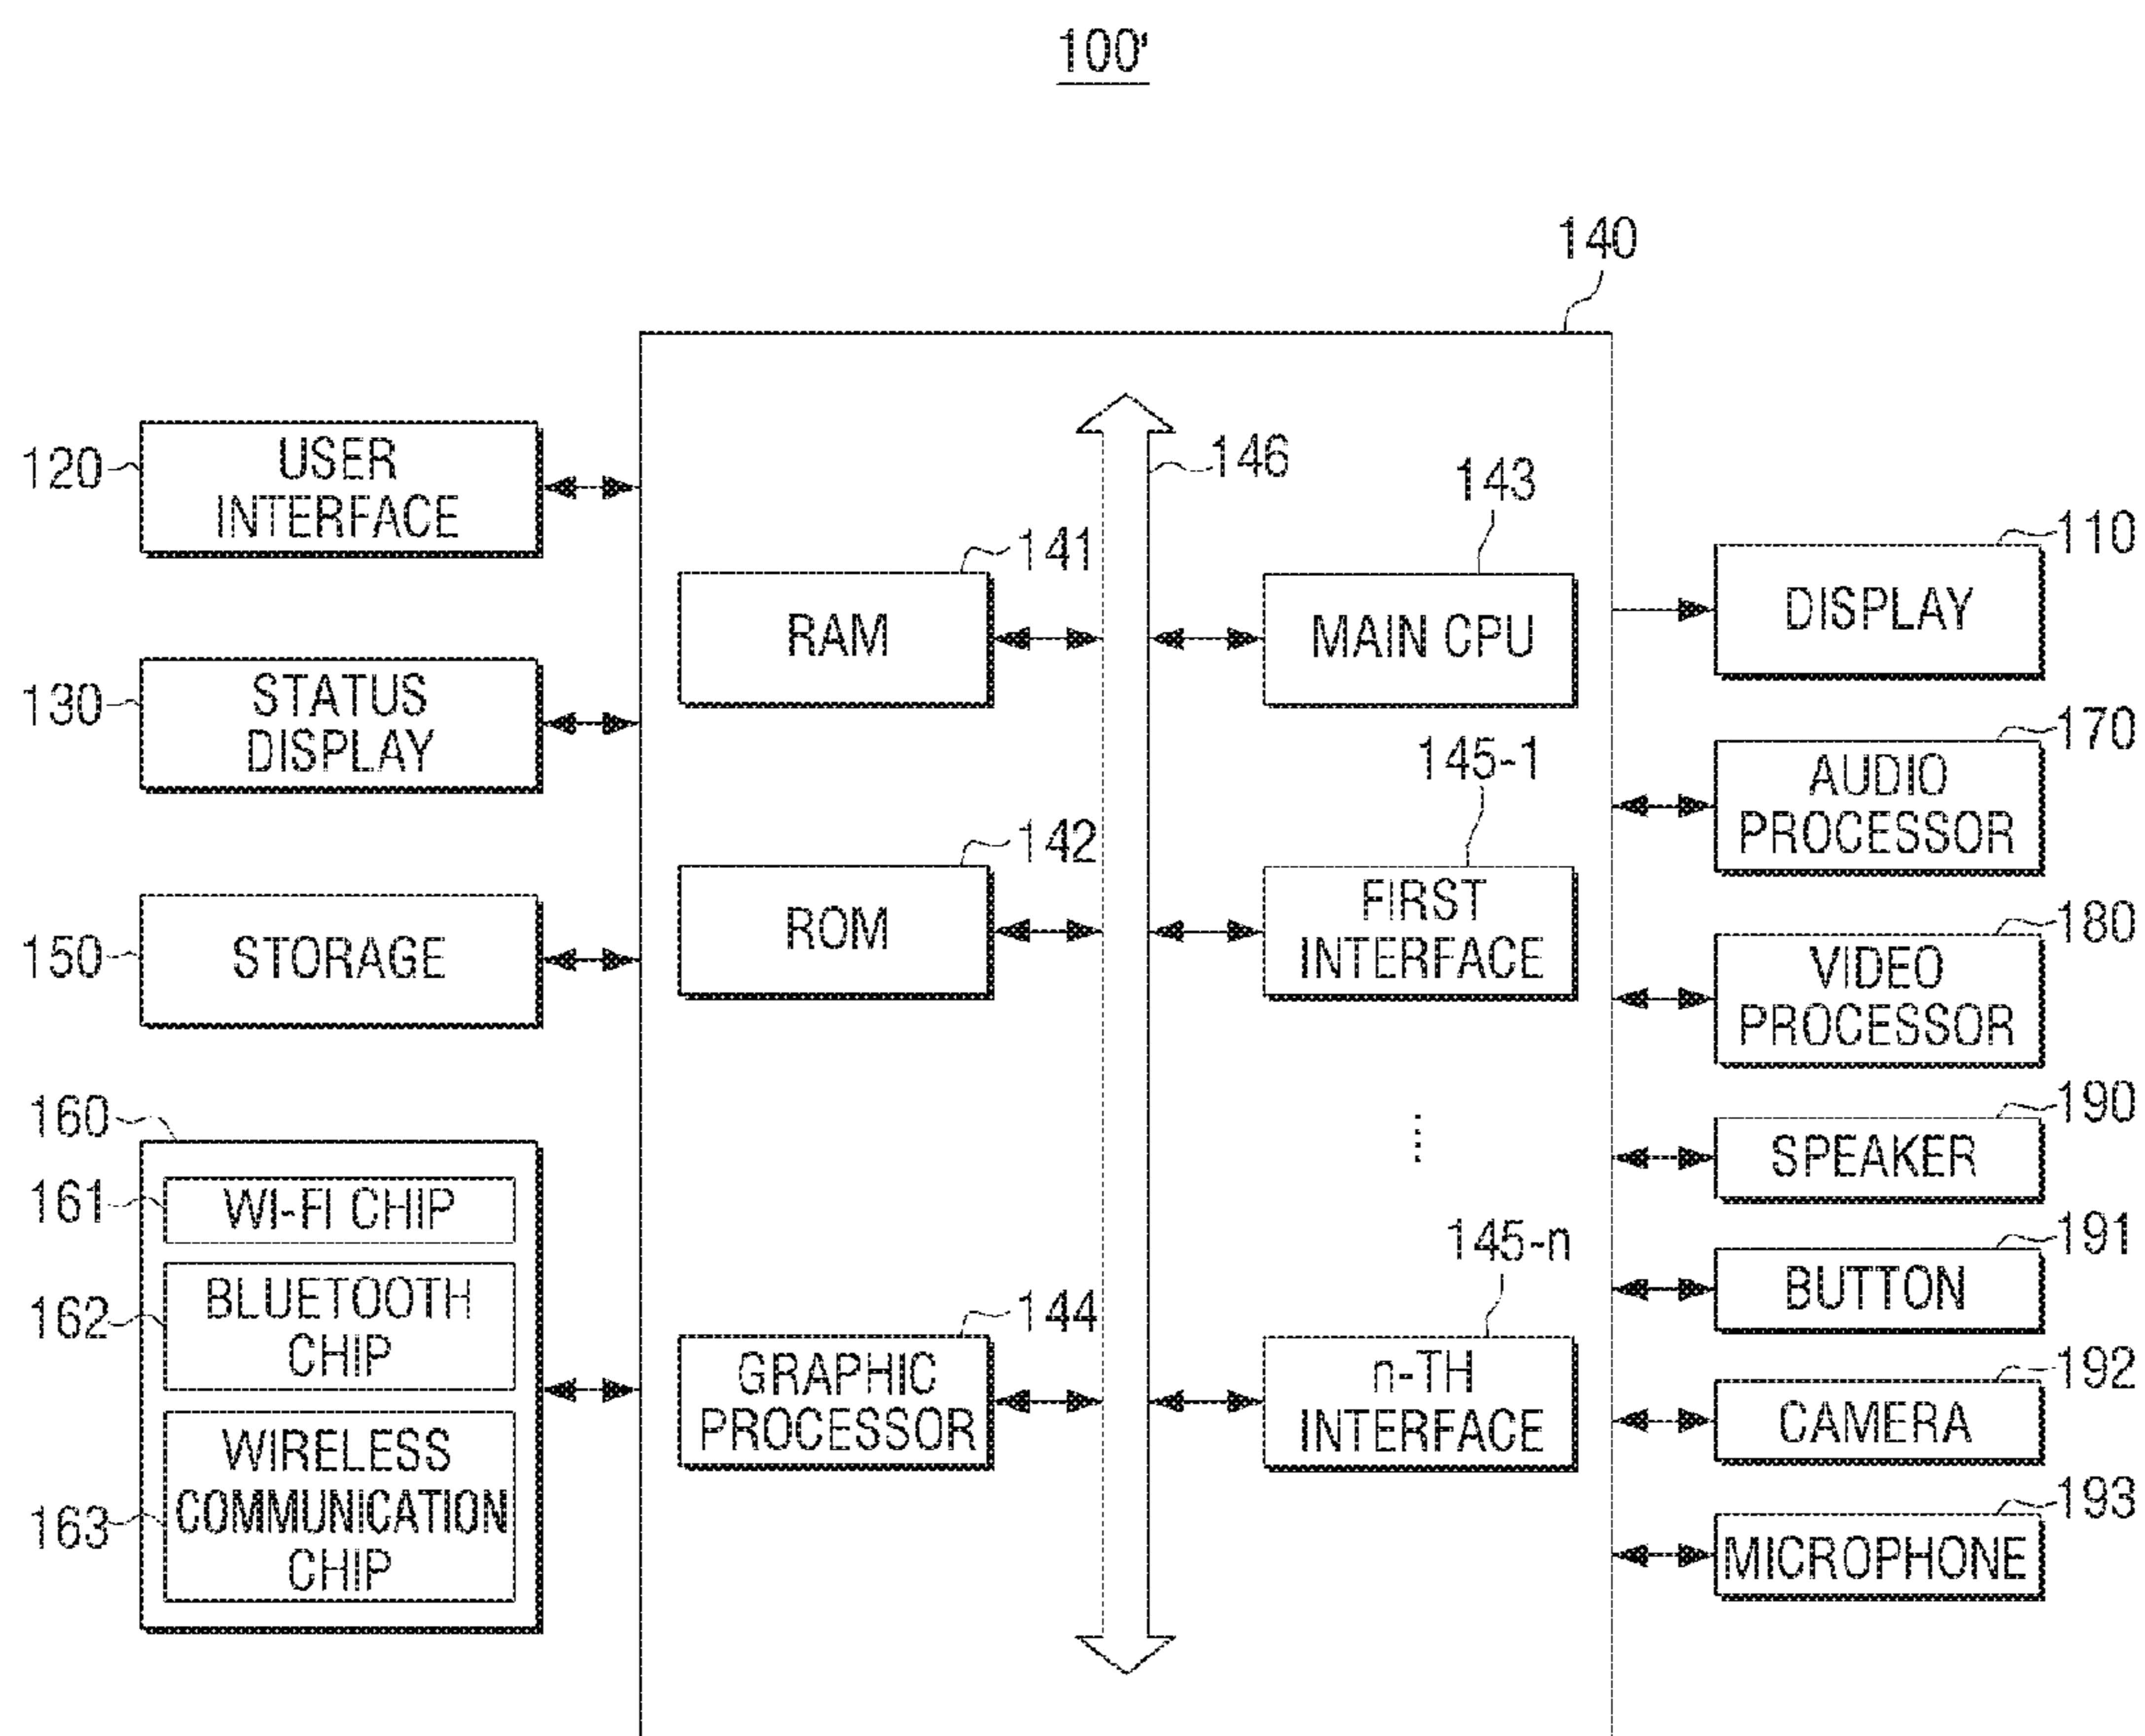 100'
140
120
USER
INTERFACE
130
STATUS
DISPLAY
150
STORAGE
160
161
WI-FI CHIP
162
BLUETOOTH
CHIP
163
WIRELESS
COMMUNICATION
CHIP
146
141
RAM
142
ROM
144
GRAPHIC
PROCESSOR
143
MAIN CPU
145-1
FIRST
INTERFACE
⋮
145-n
n-TH
INTERFACE
110
DISPLAY
170
AUDIO
PROCESSOR
180
VIDEO
PROCESSOR
190
SPEAKER
191
BUTTON
192
CAMERA
193
MICROPHONE